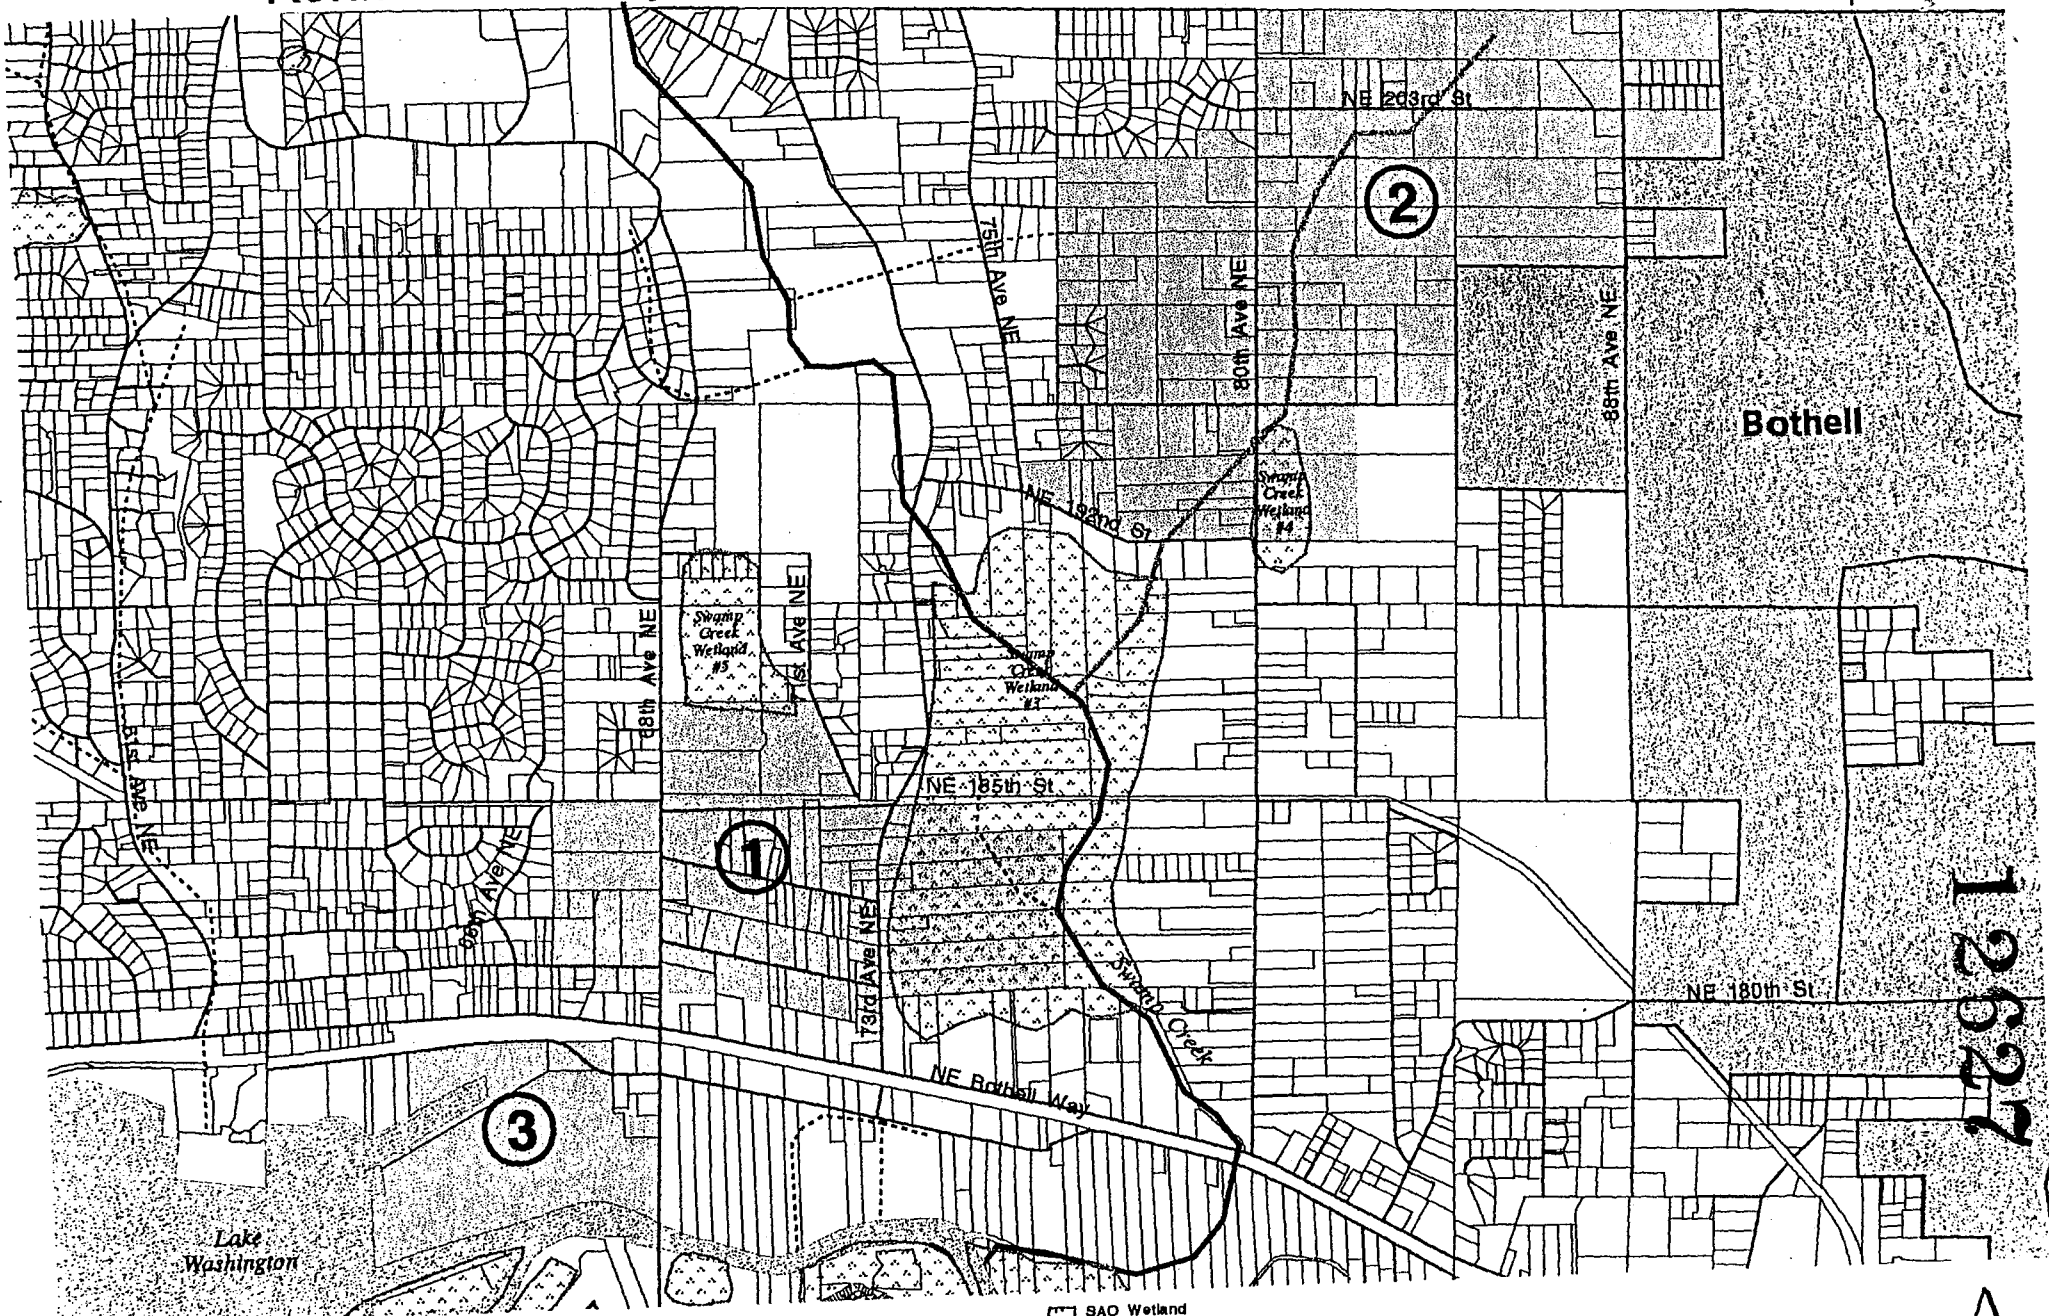 NE 203rd St
2
75th Ave NE
80th Ave NE
88th Ave NE
Bothell
NE 192nd St
Swamp
Creek
Wetland
#4
Swamp
Creek
Wetland
#5
71st Ave NE
68th Ave NE
Swamp
Creek
Wetland
#3
61st Ave NE
NE 185th St
1
73rd Ave NE
Swamp Creek
NE 180th St
12627
NE Bothell Way
3
Lake
Washington
SAO Wetland